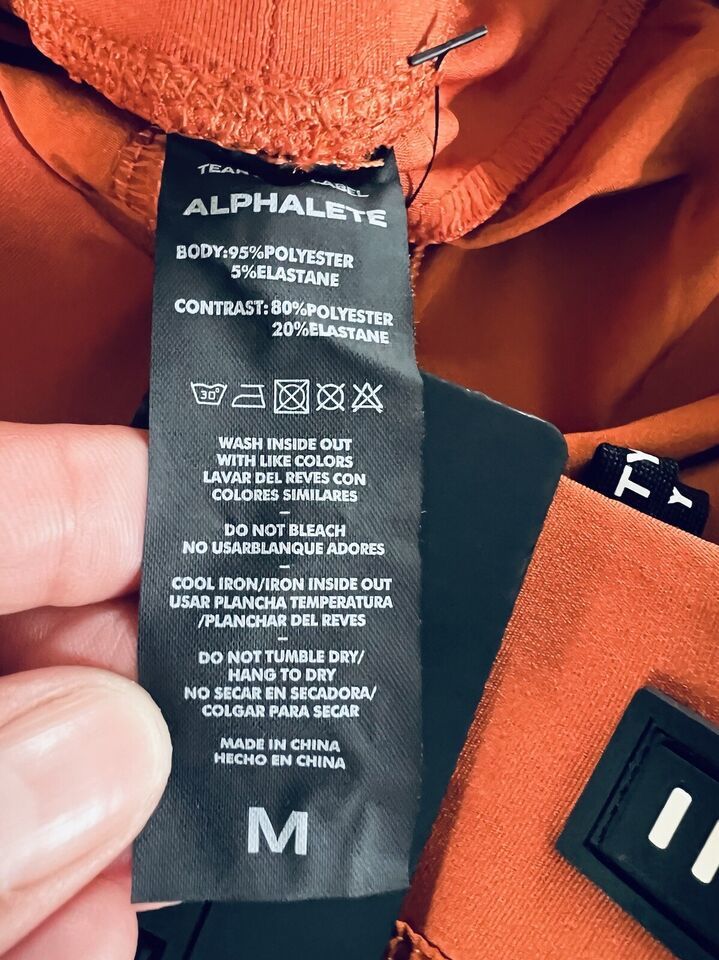 TEAR LABEL
ALPHALETE
BODY:95%POLYESTER
5%ELASTANE
CONTRAST:80%POLYESTER
20%ELASTANE
30°
WASH INSIDE OUT
WITH LIKE COLORS
LAVAR DEL REVES CON
COLORES SIMILARES
–
DO NOT BLEACH
NO USARBLANQUE ADORES
–
COOL IRON/IRON INSIDE OUT
USAR PLANCHA TEMPERATURA
/PLANCHAR DEL REVES
–
DO NOT TUMBLE DRY/
HANG TO DRY
NO SECAR EN SECADORA/
COLGAR PARA SECAR
MADE IN CHINA
HECHO EN CHINA
M
TY
Y